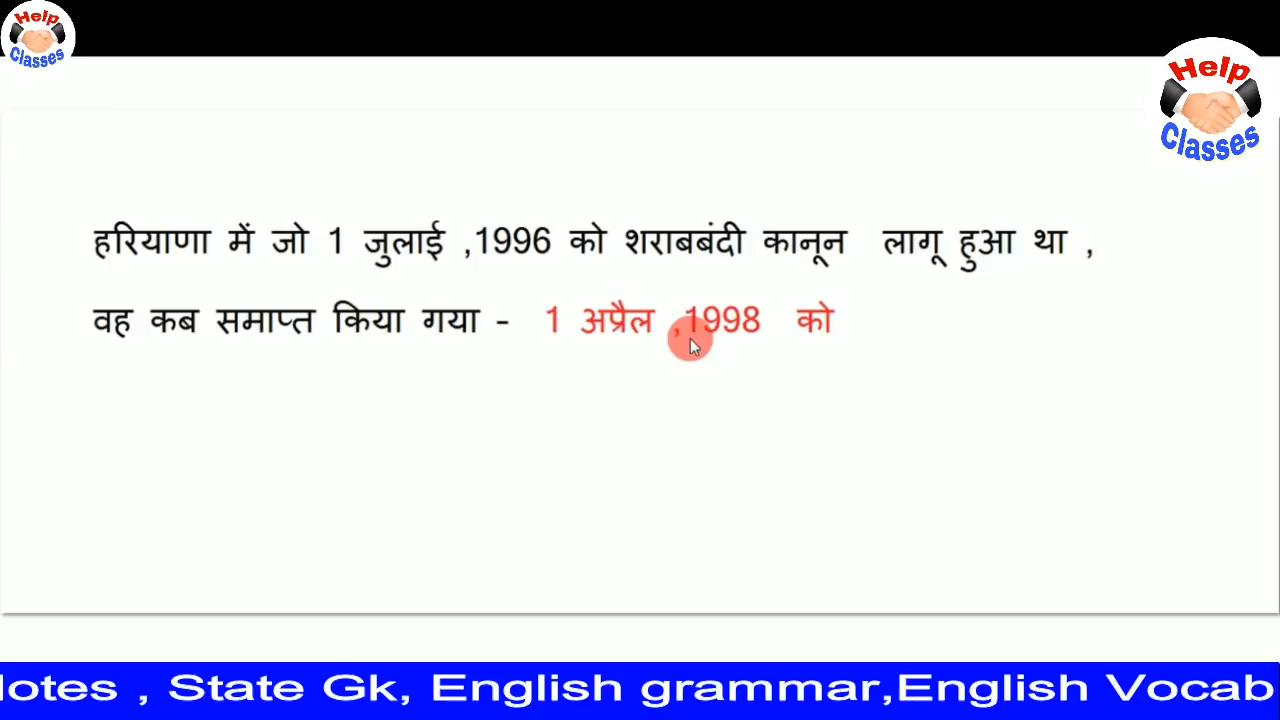 Help
Classes
Help
Classes
हरियाणा में जो 1 जुलाई ,1996 को शराबबंदी कानून लागू हुआ था ,
वह कब समाप्त किया गया - 1 अप्रैल ,1998 को
lotes , State Gk, English grammar,English Vocab